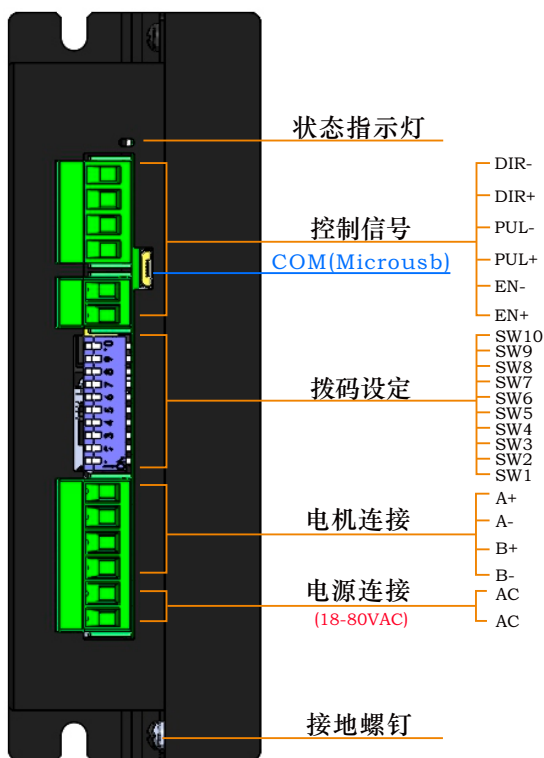 状态指示灯
DIR-
DIR+
控制信号
PUL-
COM(Microusb)
PUL+
EN-
EN+
SW10
SW9
SW8
拨码设定
SW7
SW6
SW5
SW4
SW3
SW2
SW1
A+
电机连接
A-
B+
B-
电源连接
AC
(18-80VAC)
AC
接地螺钉